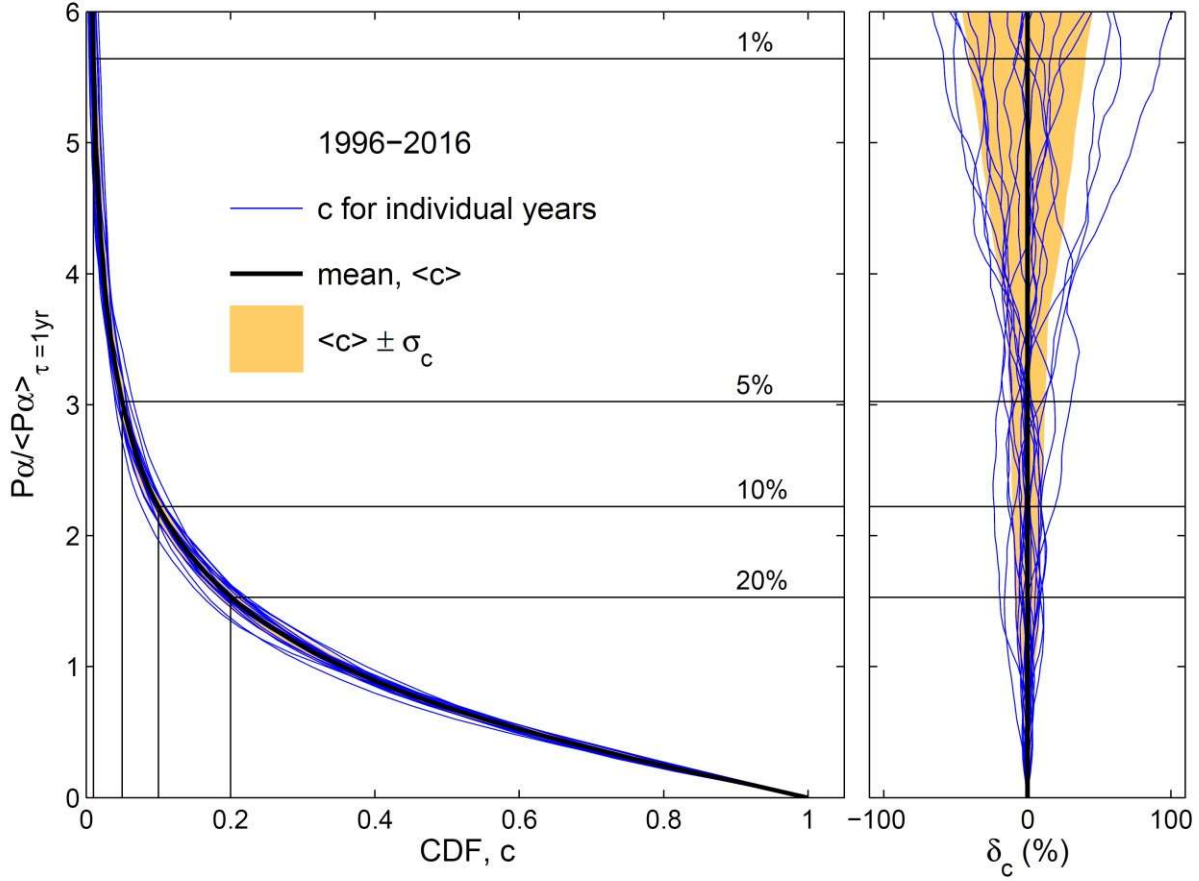 6
5
4
3
2
1
0
Pα/<Pα>τ=1yr
1%
1996−2016
c for individual years
mean, <c>
<c> ± σc
5%
10%
20%
0 0.2 0.4 0.6 0.8 1
CDF, c
−100 0 100
δc (%)